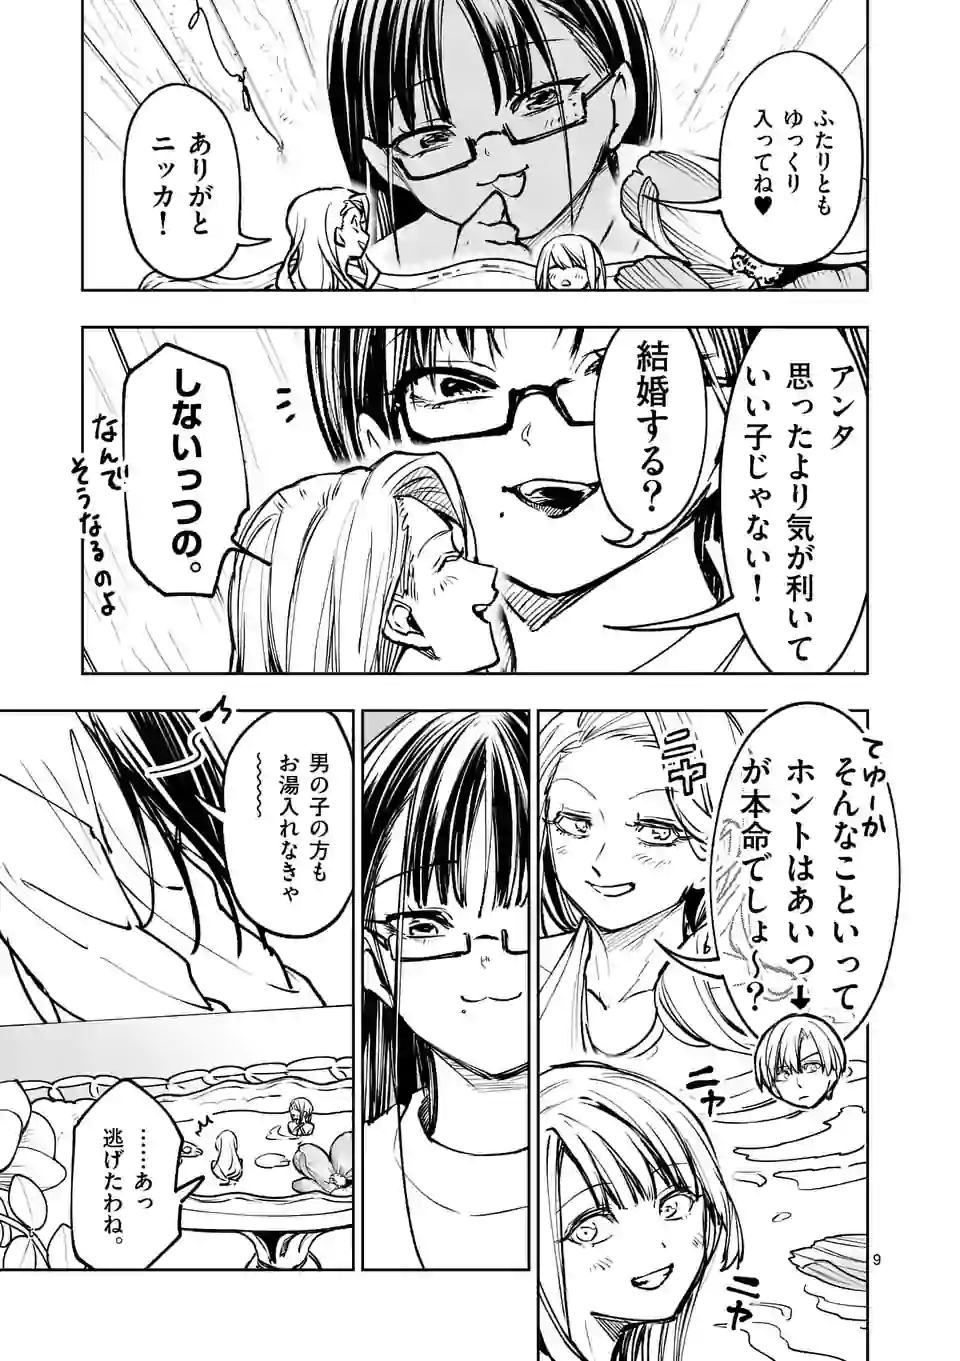 ふたりとも
ゆっくり
入ってね♥
ありがと
ニッカ！
アンタ
思ったより気が利いて
いい子じゃない！
結婚する？
しないっつの。
なんで
そうなるのよ
てゆーか
そんなこといって
ホントはあいつ→
が本命でしょ～？
ニヤ
ニヤ
ニヤ
男の子の方も
お湯入れなきゃ
～～～～
……あっ
逃げたわね。
9